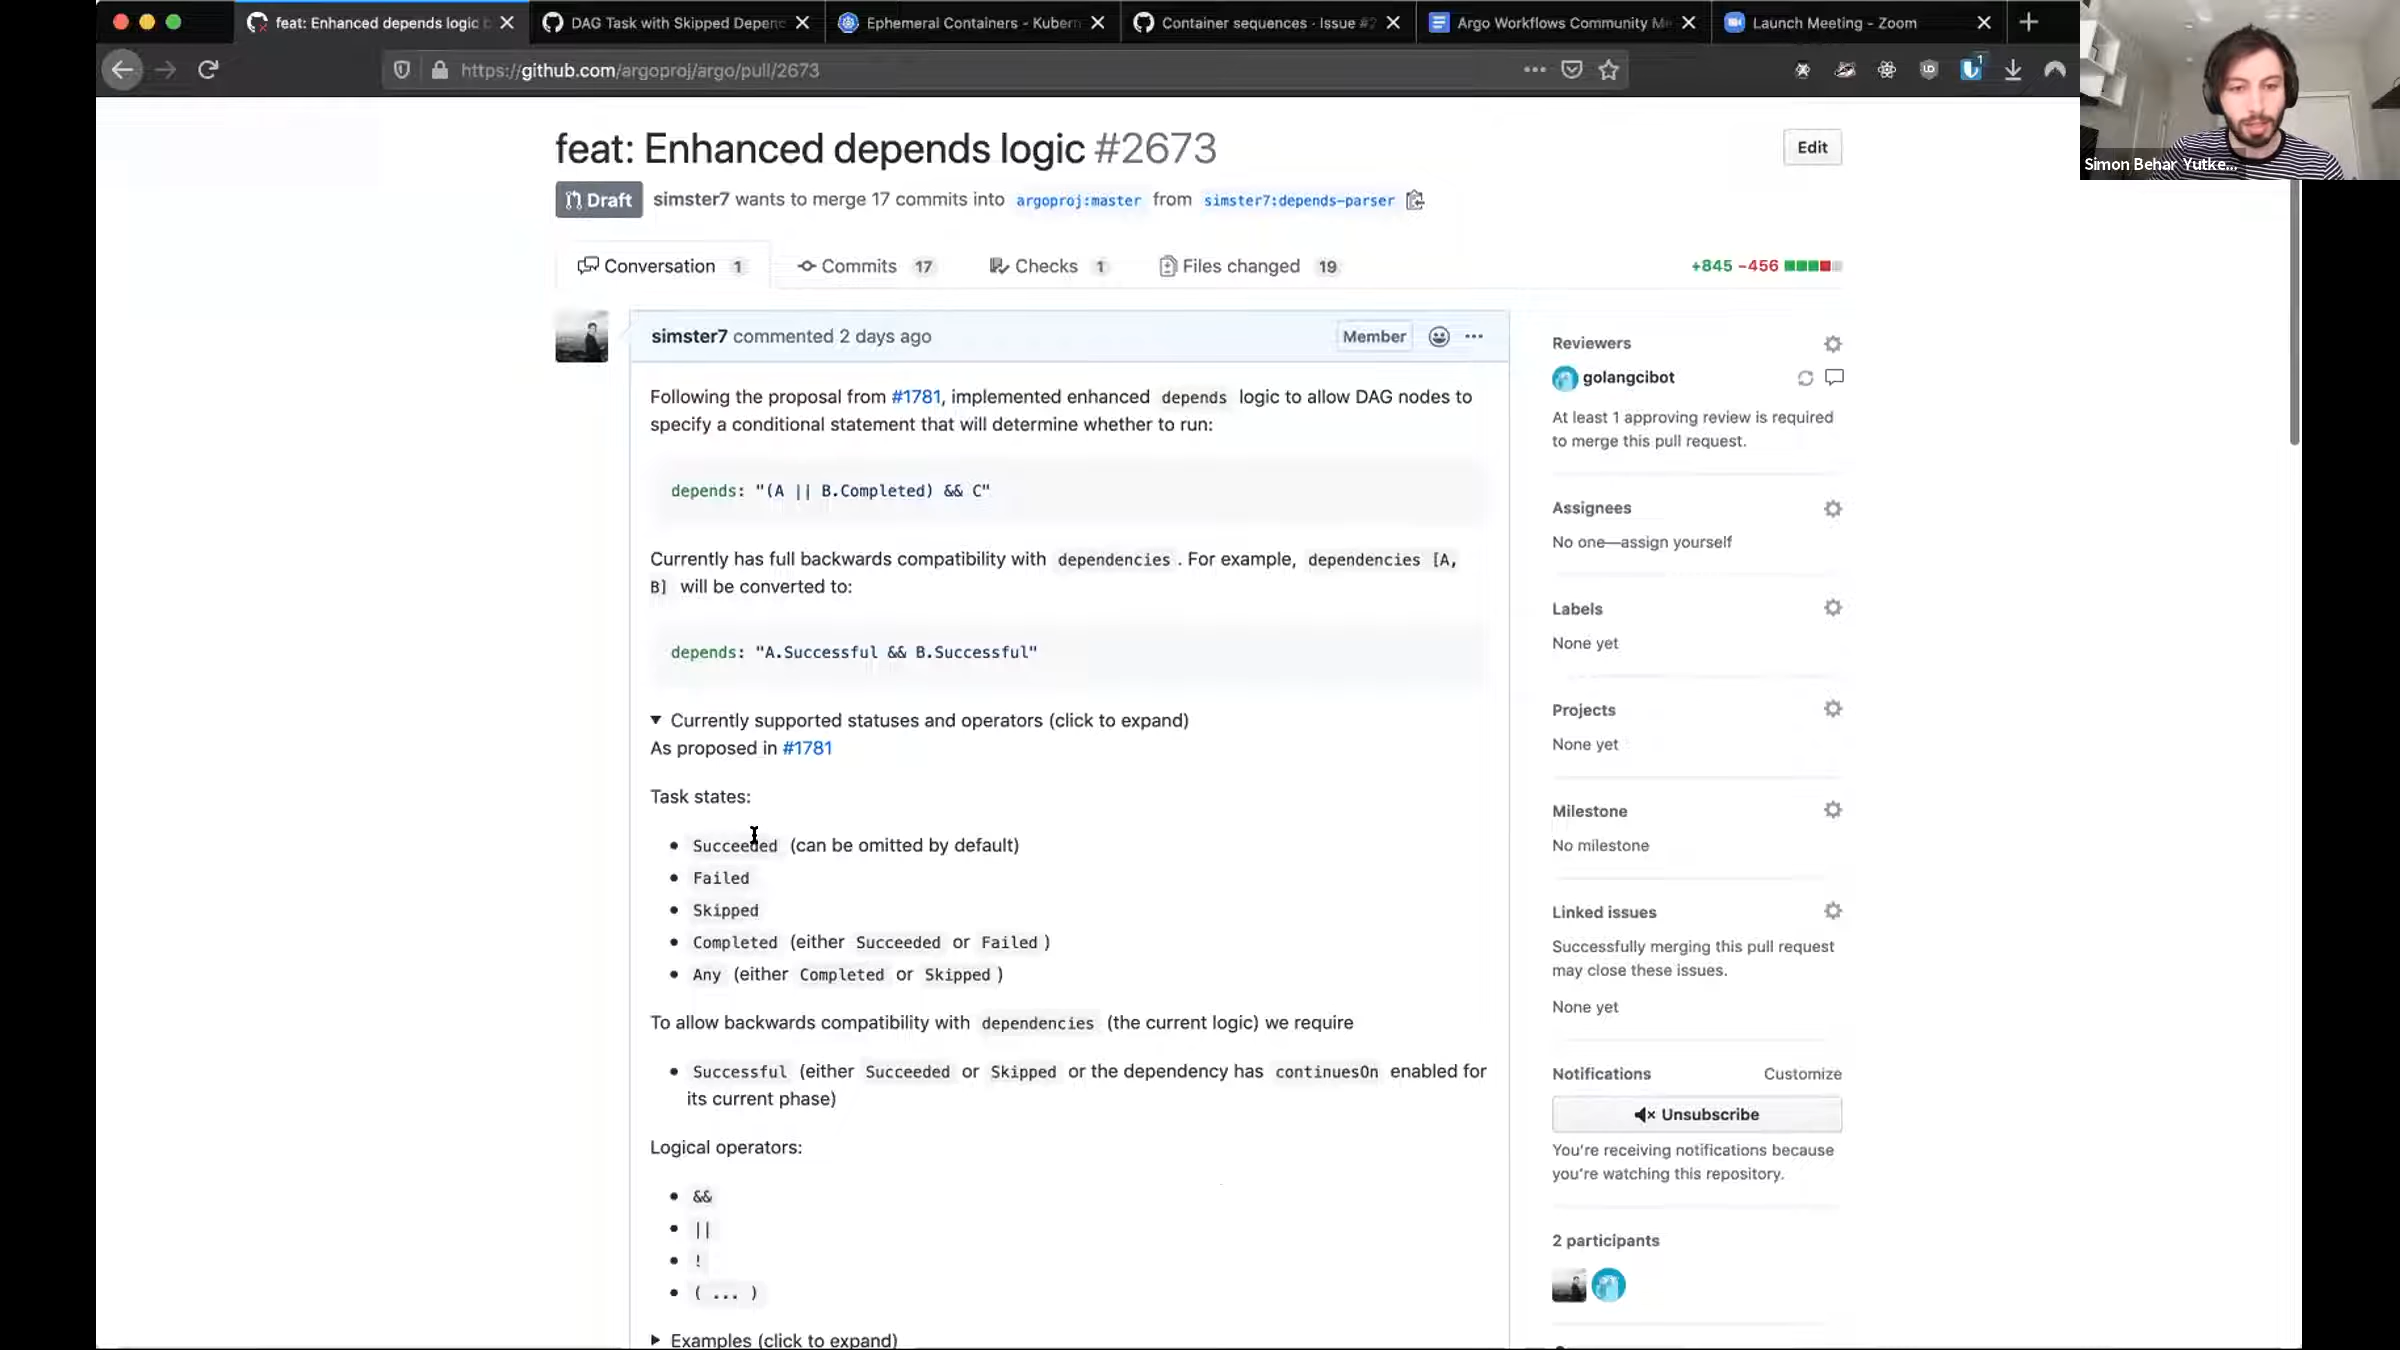 feat: Enhanced depends logic
DAG Task with Skipped Depend
Ephemeral Containers - Kubern
Container sequences · Issue #2
Argo Workflows Community Me
Launch Meeting - Zoom
https://github.com/argoproj/argo/pull/2673
1
Simon Behar Yutke...
feat: Enhanced depends logic #2673
Edit
Draft simster7 wants to merge 17 commits into argoproj:master from simster7:depends-parser
Conversation 1 Commits 17 Checks 1 Files changed 19 +845 −456
simster7 commented 2 days ago Member
Following the proposal from #1781, implemented enhanced depends logic to allow DAG nodes to
specify a conditional statement that will determine whether to run:
depends: "(A || B.Completed) && C"
Currently has full backwards compatibility with dependencies . For example, dependencies [A,
B] will be converted to:
depends: "A.Successful && B.Successful"
▼ Currently supported statuses and operators (click to expand)
As proposed in #1781
Task states:
• Succeeded (can be omitted by default)
• Failed
• Skipped
• Completed (either Succeeded or Failed )
• Any (either Completed or Skipped )
To allow backwards compatibility with dependencies (the current logic) we require
• Successful (either Succeeded or Skipped or the dependency has continuesOn enabled for
its current phase)
Logical operators:
• &&
• ||
• !
• ( ... )
▶ Examples (click to expand)
Reviewers
golangcibot
At least 1 approving review is required
to merge this pull request.
Assignees
No one—assign yourself
Labels
None yet
Projects
None yet
Milestone
No milestone
Linked issues
Successfully merging this pull request
may close these issues.
None yet
Notifications Customize
Unsubscribe
You're receiving notifications because
you're watching this repository.
2 participants